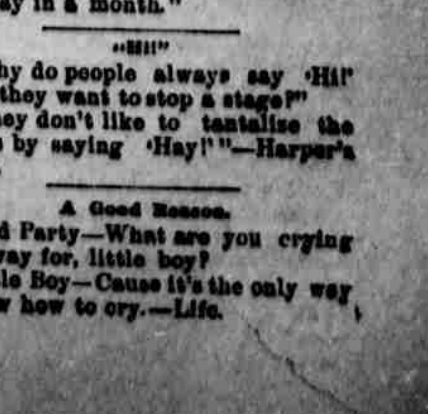 ay in a month."
"Hi!"
hy do people always say 'Hi!'
they want to stop a stage?"
ey don't like to tantalise the
by saying 'Hay!'"—Harper's
A Good Reason.
d Party—What are you crying
way for, little boy?
le Boy—Cause it's the only way
w how to cry.—Life.